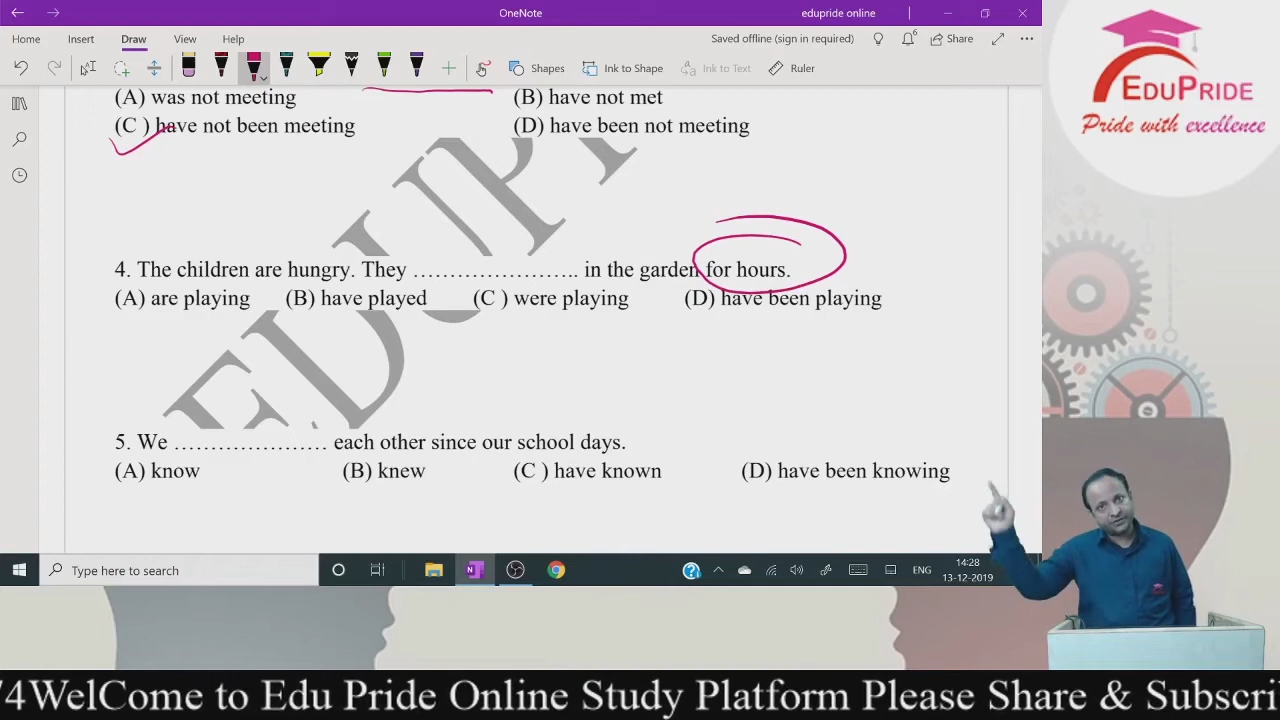 OneNote
edupride online
Home Insert Draw View Help
Saved offline (sign in required)
6
Share
Shapes
Ink to Shape
Ink to Text
Ruler
(A) was not meeting (B) have not met
(C ) have not been meeting (D) have been not meeting
4. The children are hungry. They ………………….. in the garden for hours.
(A) are playing (B) have played (C ) were playing (D) have been playing
5. We ………………… each other since our school days.
(A) know (B) knew (C ) have known (D) have been knowing
EDUPRIDE
Pride with excellence
Type here to search
ENG
14:28
13-12-2019
74WelCome to Edu Pride Online Study Platform Please Share & Subscri